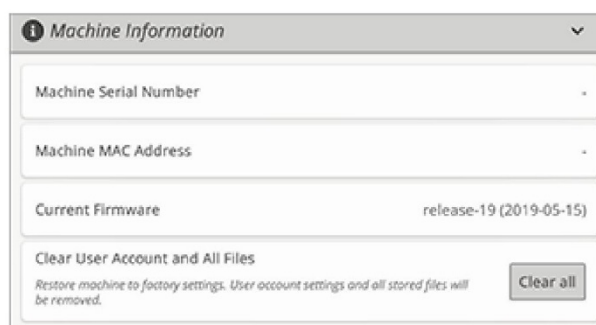 Machine Information
Machine Serial Number -
Machine MAC Address -
Current Firmware release-19 (2019-05-15)
Clear User Account and All Files
Restore machine to factory settings. User account settings and all stored files will
be removed.
Clear all